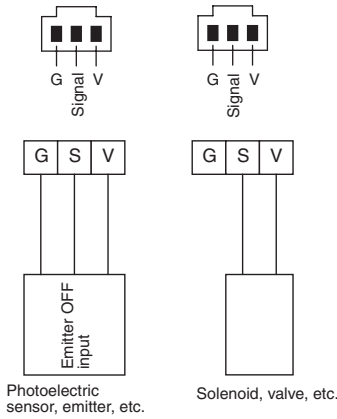 G Signal V
G Signal V
G S V
G S V
Emitter OFF
input
Photoelectric
sensor, emitter, etc.
Solenoid, valve, etc.